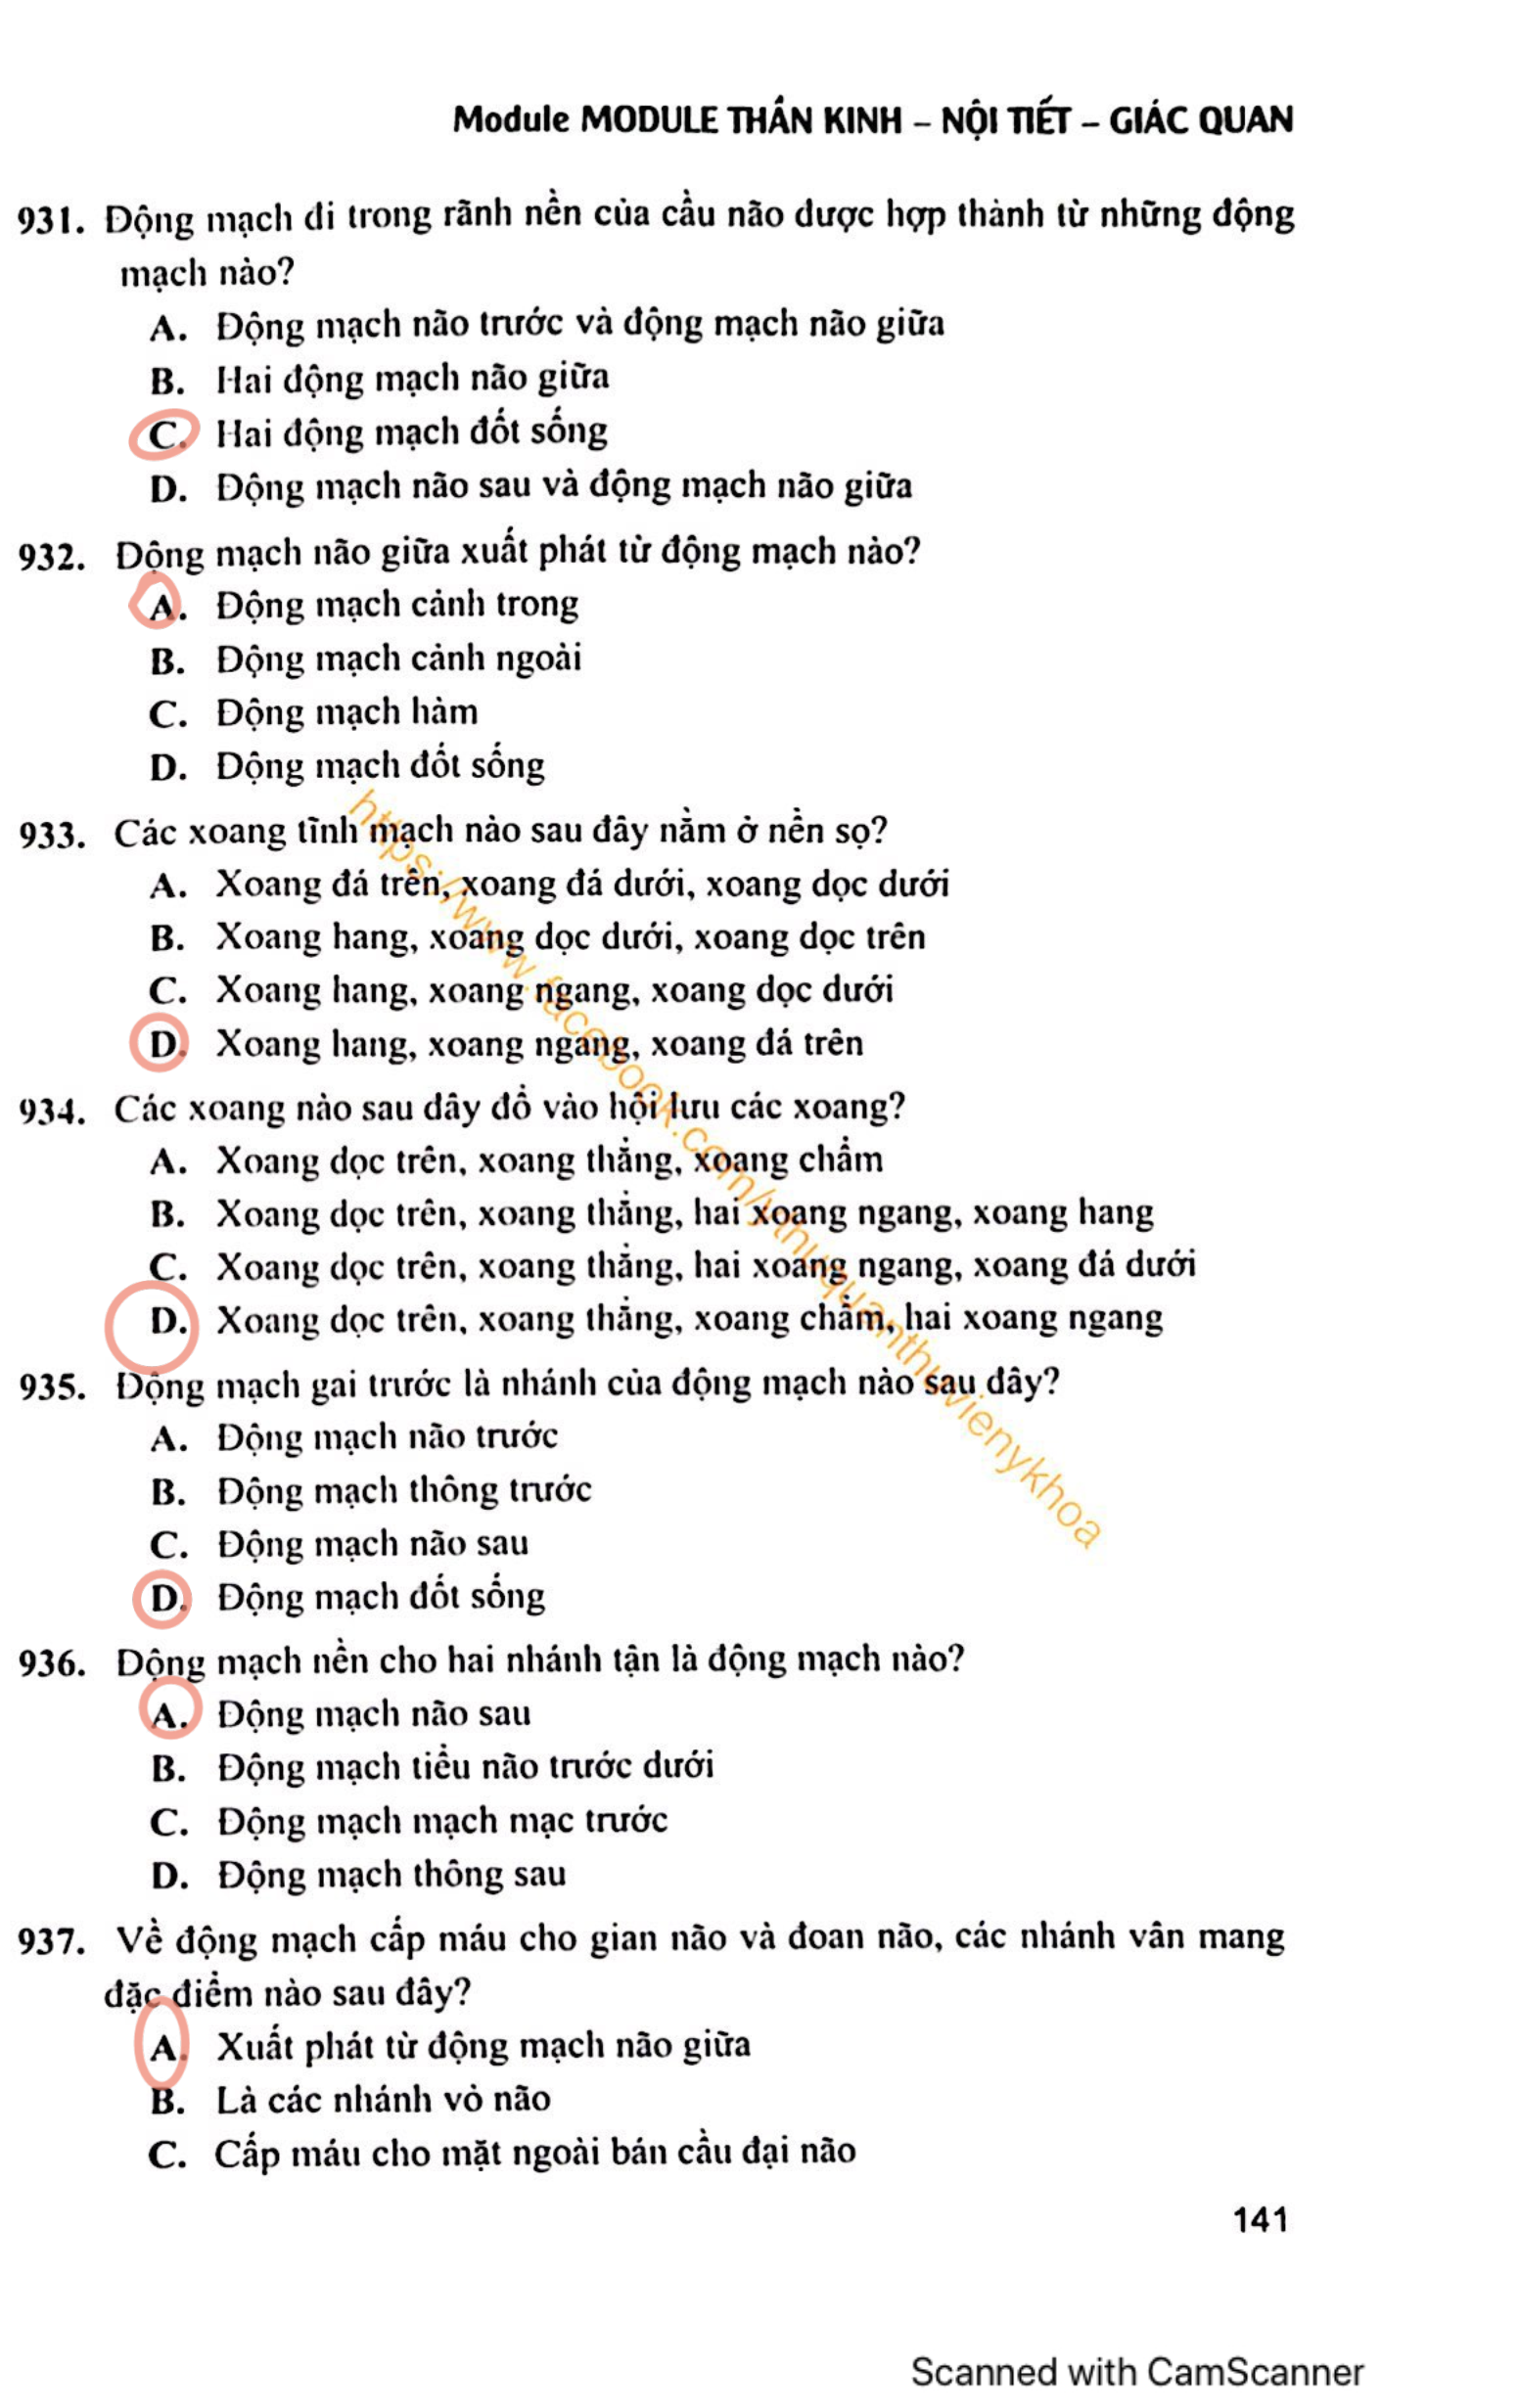 Module MODULE THẦN KINH – NỘI TIẾT – GIÁC QUAN
931. Động mạch đi trong rãnh nền của cầu não được hợp thành từ những động
mạch nào?
A. Động mạch não trước và động mạch não giữa
B. Hai động mạch não giữa
C. Hai động mạch đốt sống
D. Động mạch não sau và động mạch não giữa
932. Động mạch não giữa xuất phát từ động mạch nào?
A. Động mạch cảnh trong
B. Động mạch cảnh ngoài
C. Động mạch hàm
D. Động mạch đốt sống
933. Các xoang tĩnh mạch nào sau đây nằm ở nền sọ?
A. Xoang đá trên, xoang đá dưới, xoang dọc dưới
B. Xoang hang, xoang dọc dưới, xoang dọc trên
C. Xoang hang, xoang ngang, xoang dọc dưới
D. Xoang hang, xoang ngang, xoang đá trên
934. Các xoang nào sau đây đổ vào hội lưu các xoang?
A. Xoang dọc trên, xoang thẳng, xoang chẩm
B. Xoang dọc trên, xoang thẳng, hai xoang ngang, xoang hang
C. Xoang dọc trên, xoang thẳng, hai xoang ngang, xoang đá dưới
D. Xoang dọc trên, xoang thẳng, xoang chẩm, hai xoang ngang
935. Động mạch gai trước là nhánh của động mạch nào sau đây?
A. Động mạch não trước
B. Động mạch thông trước
C. Động mạch não sau
D. Động mạch đốt sống
936. Động mạch nền cho hai nhánh tận là động mạch nào?
A. Động mạch não sau
B. Động mạch tiểu não trước dưới
C. Động mạch mạch mạc trước
D. Động mạch thông sau
937. Về động mạch cấp máu cho gian não và đoan não, các nhánh vân mang
đặc điểm nào sau đây?
A. Xuất phát từ động mạch não giữa
B. Là các nhánh vỏ não
C. Cấp máu cho mặt ngoài bán cầu đại não
https://www.facebook.com/ythuquanthuvienykhoa
141
Scanned with CamScanner